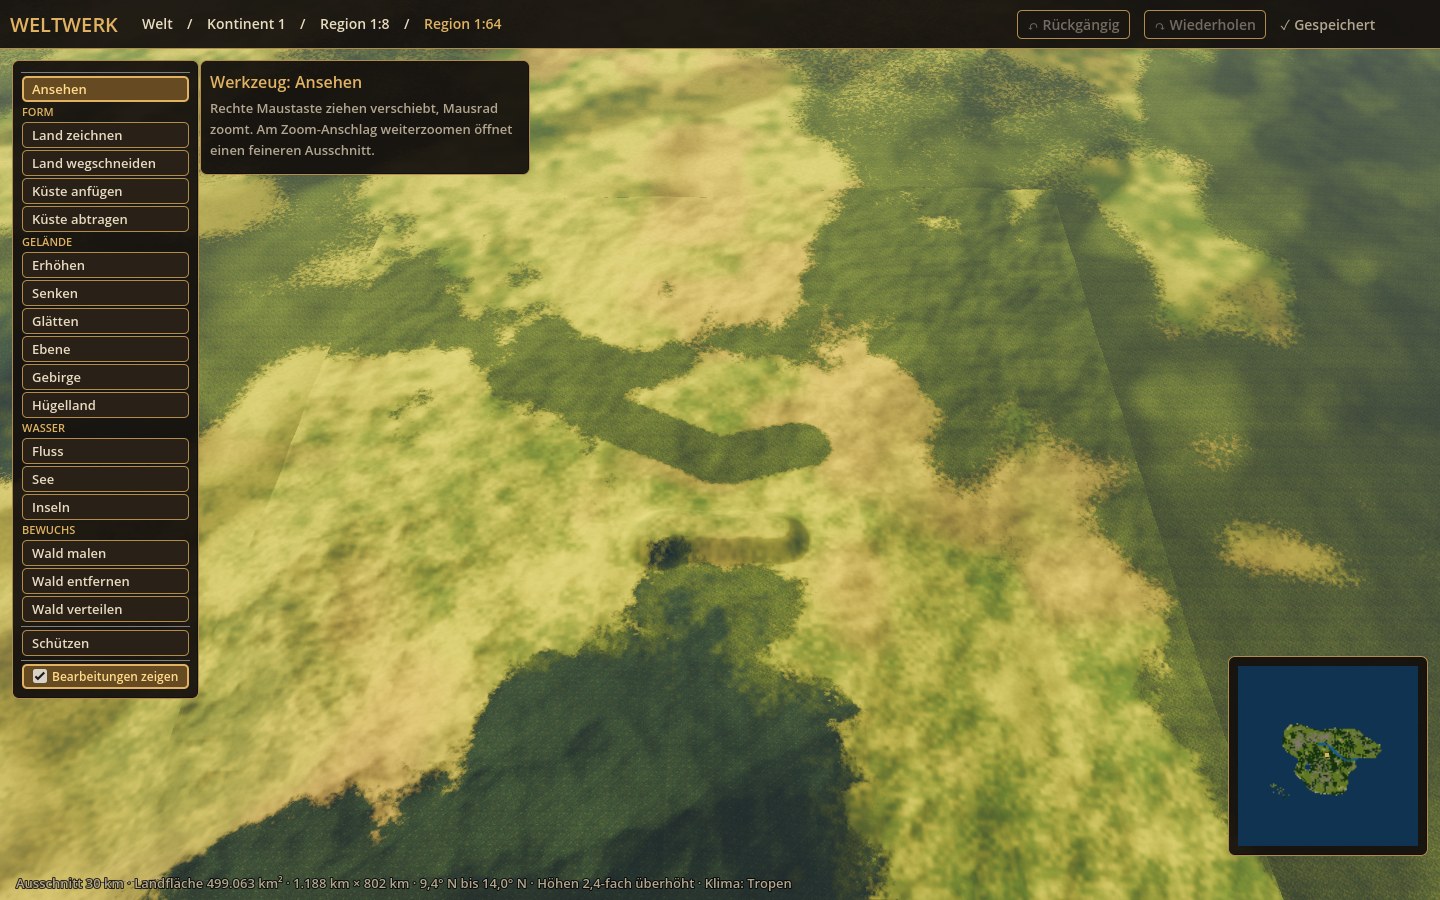 WELTWERK
Welt / Kontinent 1 / Region 1:8 / Region 1:64
Rückgängig
Wiederholen
✓ Gespeichert
Ansehen
FORM
Land zeichnen
Land wegschneiden
Küste anfügen
Küste abtragen
GELÄNDE
Erhöhen
Senken
Glätten
Ebene
Gebirge
Hügelland
WASSER
Fluss
See
Inseln
BEWUCHS
Wald malen
Wald entfernen
Wald verteilen
Schützen
Bearbeitungen zeigen
Werkzeug: Ansehen
Rechte Maustaste ziehen verschiebt, Mausrad
zoomt. Am Zoom-Anschlag weiterzoomen öffnet
einen feineren Ausschnitt.
Ausschnitt 30 km · Landfläche 499.063 km² · 1.188 km × 802 km · 9,4° N bis 14,0° N · Höhen 2,4-fach überhöht · Klima: Tropen